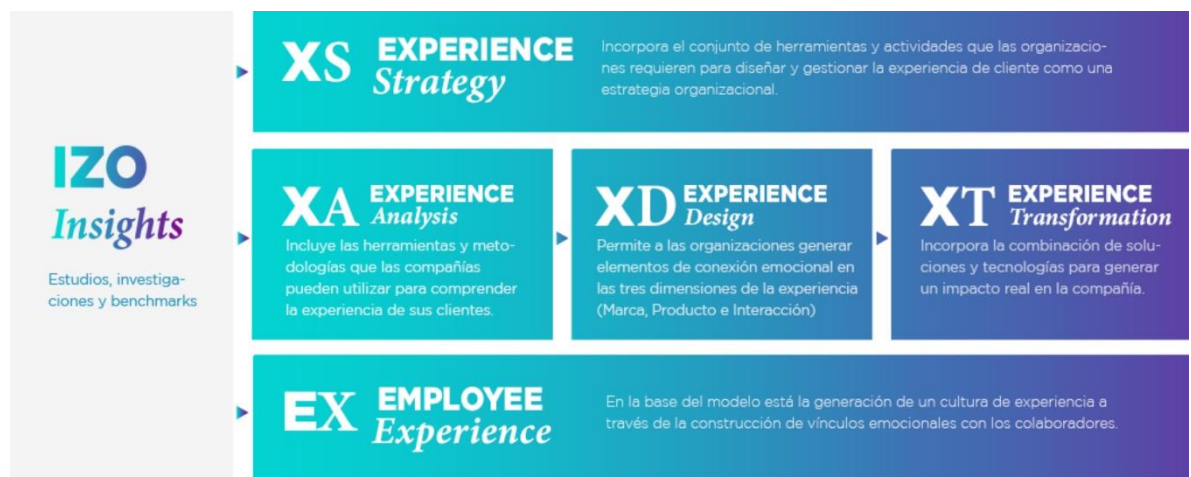 IZO
Insights
Estudios, investiga-
ciones y benchmarks
XS EXPERIENCE
Strategy
Incorpora el conjunto de herramientas y actividades que las organizacio-
nes requieren para diseñar y gestionar la experiencia de cliente como una
estrategia organizacional.
XA EXPERIENCE
Analysis
Incluye las herramientas y meto-
dologías que las compañías
pueden utilizar para comprender
la experiencia de sus clientes.
XD EXPERIENCE
Design
Permite a las organizaciones generar
elementos de conexión emocional en
las tres dimensiones de la experiencia
(Marca, Producto e Interacción)
XT EXPERIENCE
Transformation
Incorpora la combinación de solu-
ciones y tecnologías para generar
un impacto real en la compañía.
EX EMPLOYEE
Experience
En la base del modelo está la generación de un cultura de experiencia a
través de la construcción de vínculos emocionales con los colaboradores.